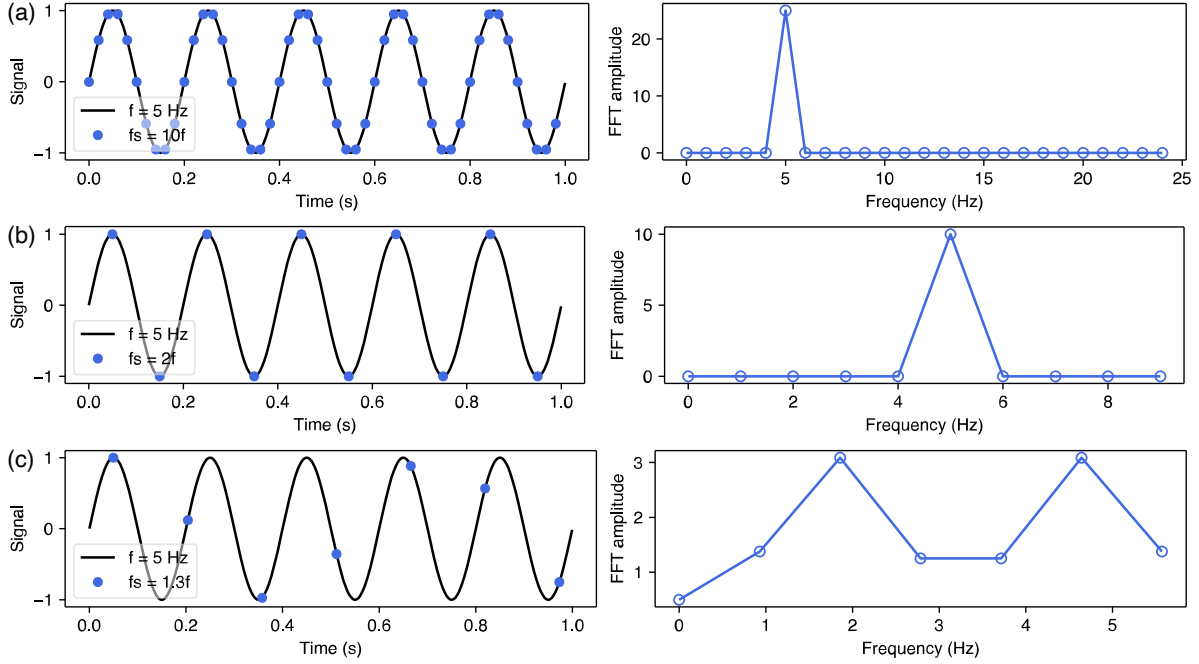 (a)
Signal
1
0
−1
f = 5 Hz
fs = 10f
0.0 0.2 0.4 0.6 0.8 1.0
Time (s)
FFT amplitude
20
10
0
0 5 10 15 20 25
Frequency (Hz)
(b)
Signal
1
0
−1
f = 5 Hz
fs = 2f
0.0 0.2 0.4 0.6 0.8 1.0
Time (s)
FFT amplitude
10
5
0
0 2 4 6 8
Frequency (Hz)
(c)
Signal
1
0
−1
f = 5 Hz
fs = 1.3f
0.0 0.2 0.4 0.6 0.8 1.0
Time (s)
FFT amplitude
3
2
1
0 1 2 3 4 5
Frequency (Hz)